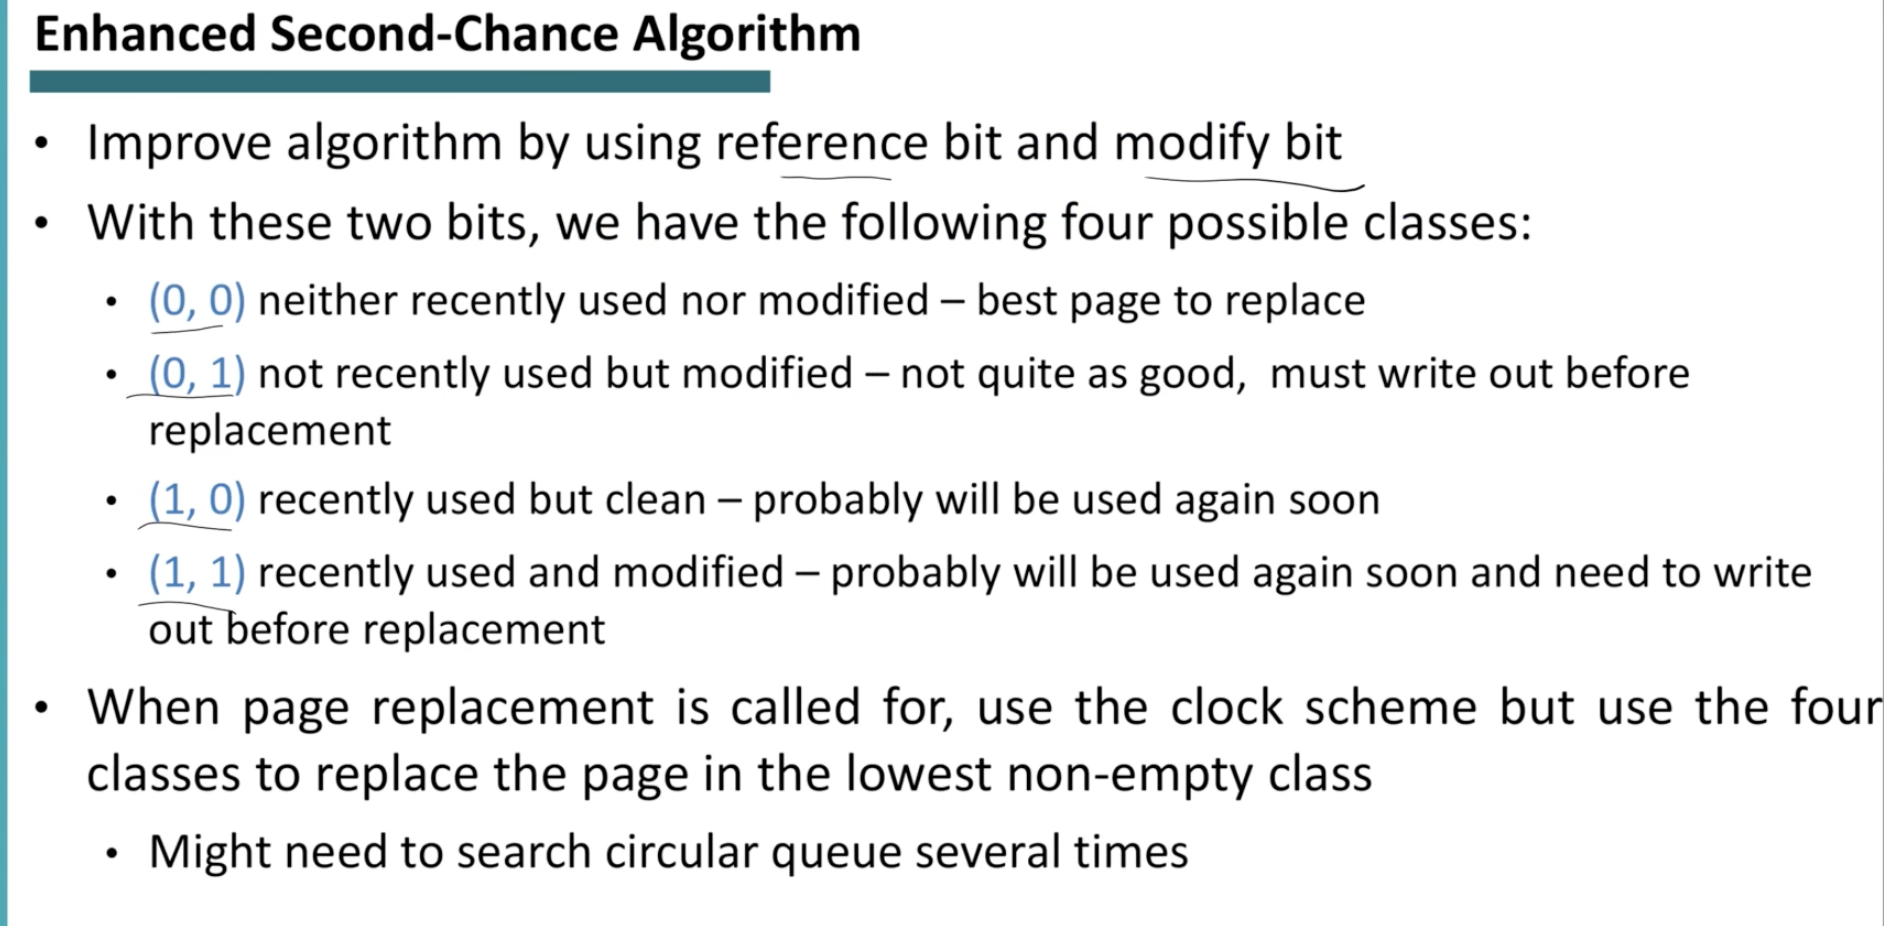 Enhanced Second-Chance Algorithm
• Improve algorithm by using reference bit and modify bit
• With these two bits, we have the following four possible classes:
• (0, 0) neither recently used nor modified – best page to replace
• (0, 1) not recently used but modified – not quite as good,  must write out before
replacement
• (1, 0) recently used but clean – probably will be used again soon
• (1, 1) recently used and modified – probably will be used again soon and need to write
out before replacement
• When page replacement is called for, use the clock scheme but use the four
classes to replace the page in the lowest non-empty class
• Might need to search circular queue several times